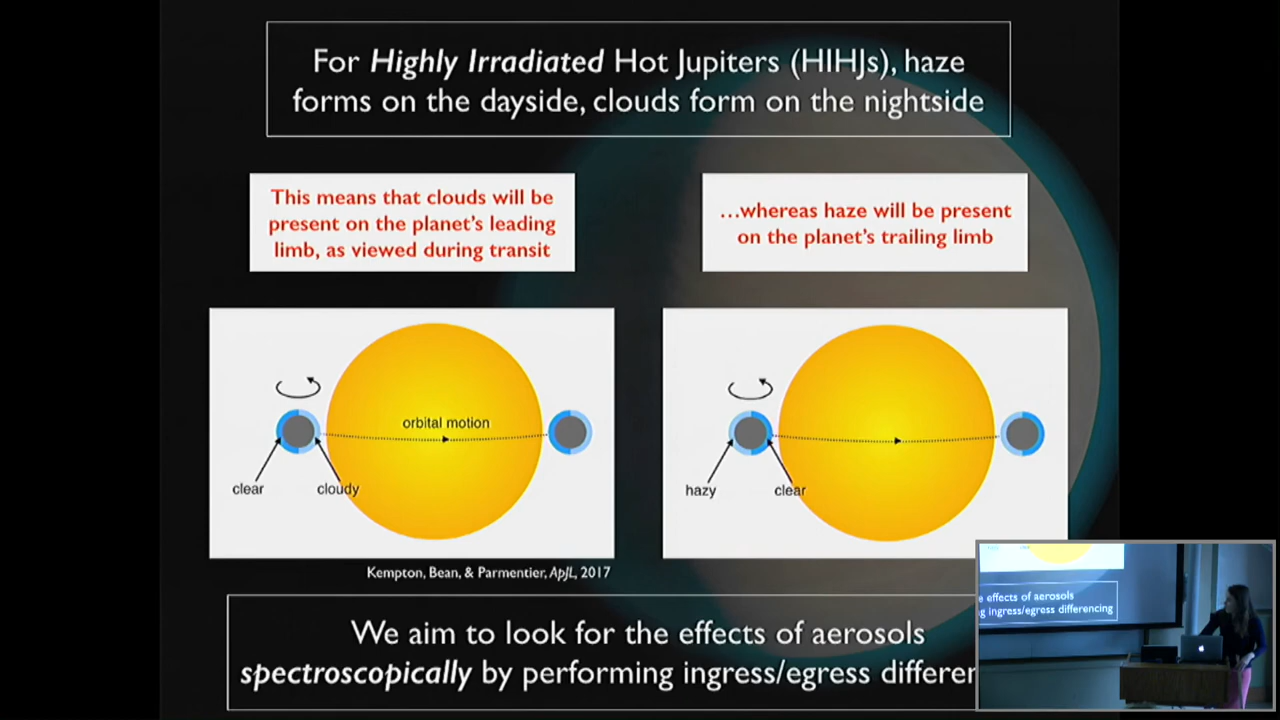 For Highly Irradiated Hot Jupiters (HIHJs), haze
forms on the dayside, clouds form on the nightside
This means that clouds will be
present on the planet's leading
limb, as viewed during transit
…whereas haze will be present
on the planet's trailing limb
orbital motion
clear
cloudy
hazy
clear
Kempton, Bean, & Parmentier, ApJL, 2017
We aim to look for the effects of aerosols
spectroscopically by performing ingress/egress differen
e effects of aerosols
g ingress/egress differencing